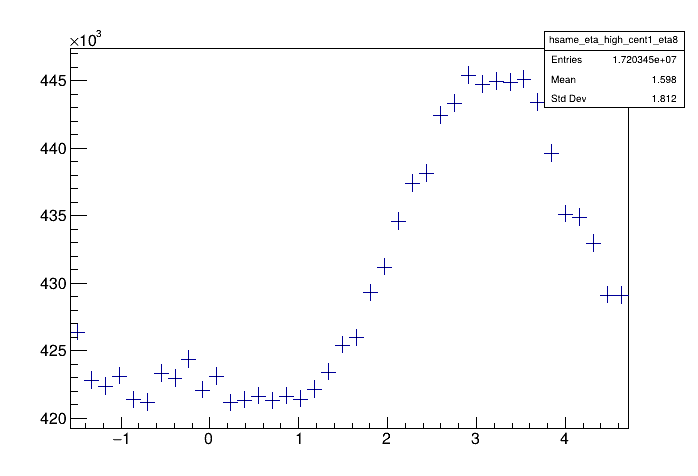 ×10³
hsame_eta_high_cent1_eta8
Entries 1.720345e+07
Mean 1.598
Std Dev 1.812
445
440
435
430
425
420
−1 0 1 2 3 4